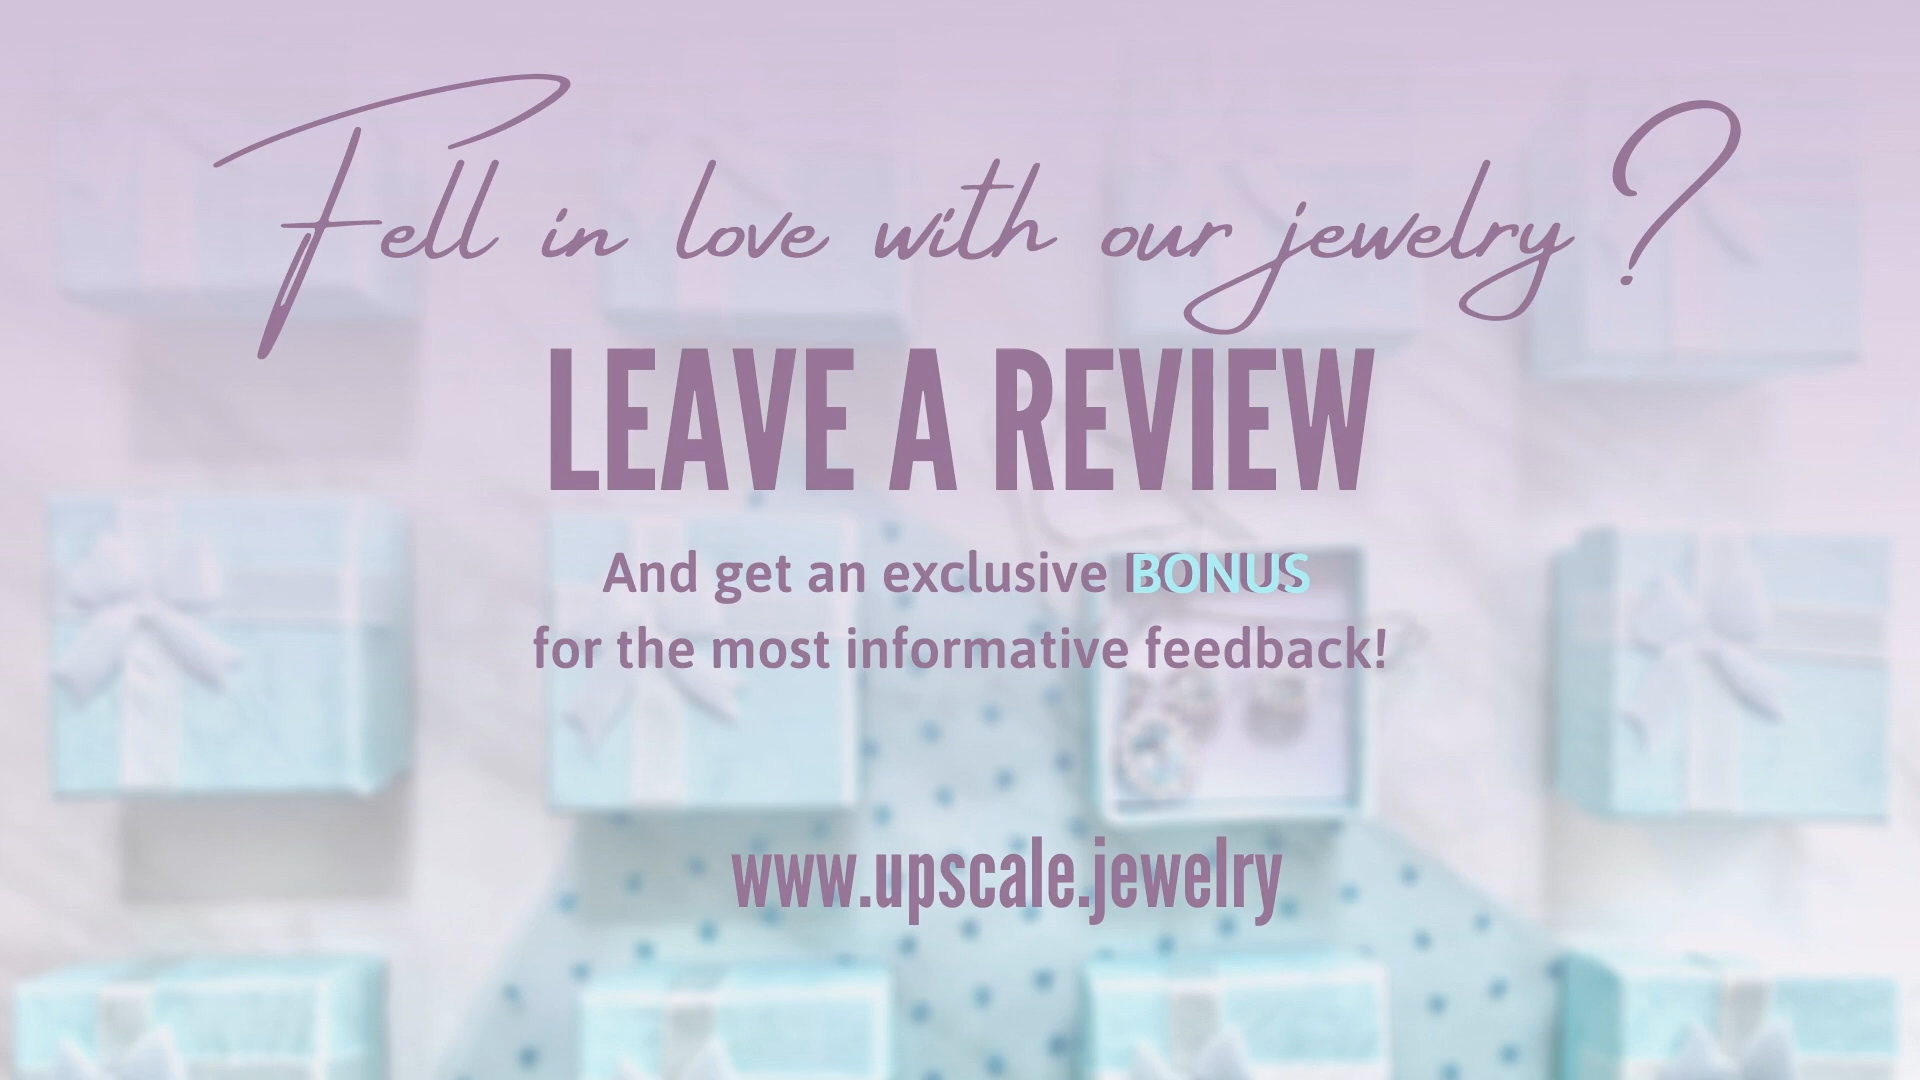 Fell in love with our jewelry?
LEAVE A REVIEW
And get an exclusive BONUS
for the most informative feedback!
www.upscale.jewelry